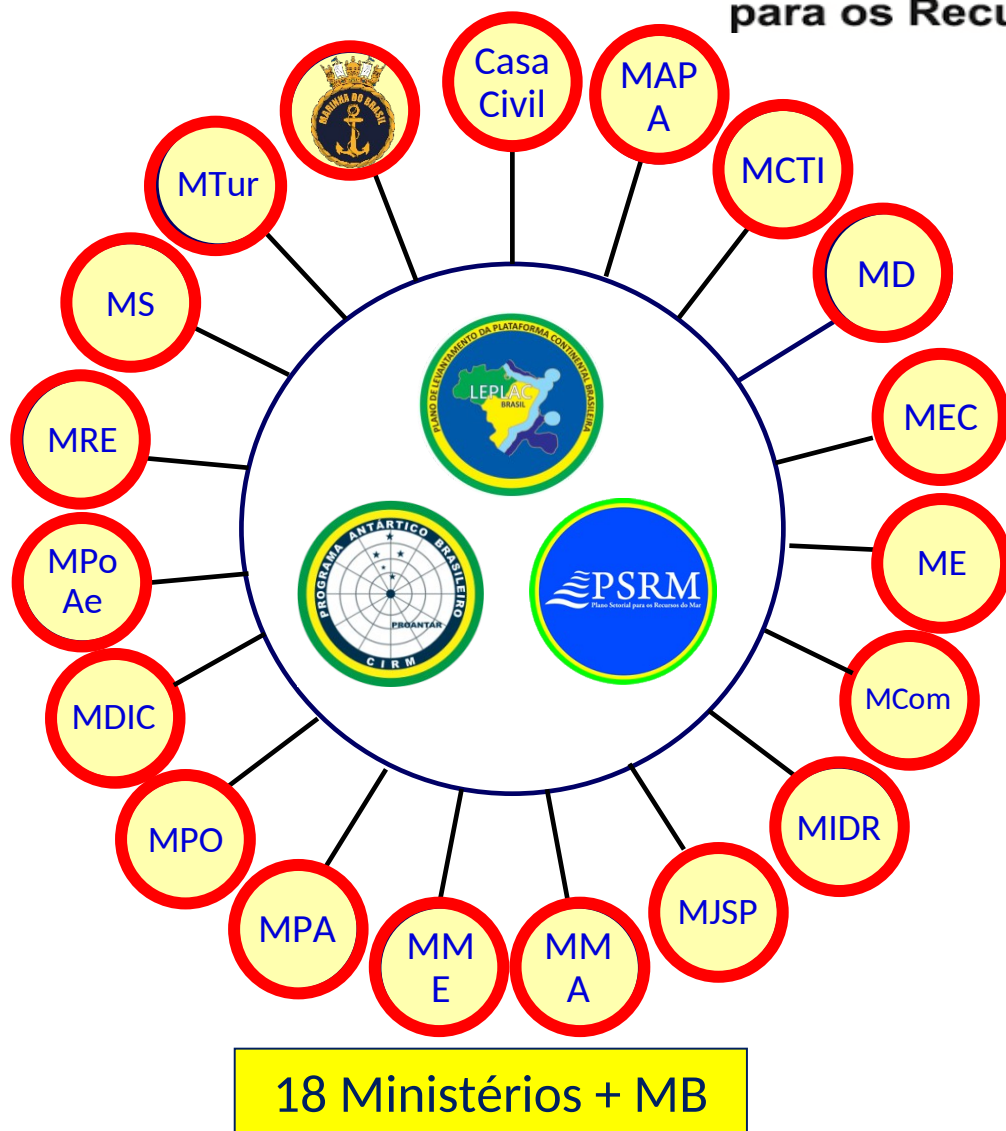 para os Recu
MARINHA DO BRASIL
Casa
Civil
MAP
A
MCTI
MD
MEC
ME
MCom
MIDR
MJSP
MM
A
MM
E
MPA
MPO
MDIC
MPo
Ae
MRE
MS
MTur
PLANO DE LEVANTAMENTO DA PLATAFORMA CONTINENTAL BRASILEIRA
LEPLAC
BRASIL
PROGRAMA ANTÁRTICO BRASILEIRO
PROANTAR
CIRM
PSRM
Plano Setorial para os Recursos do Mar
18 Ministérios + MB